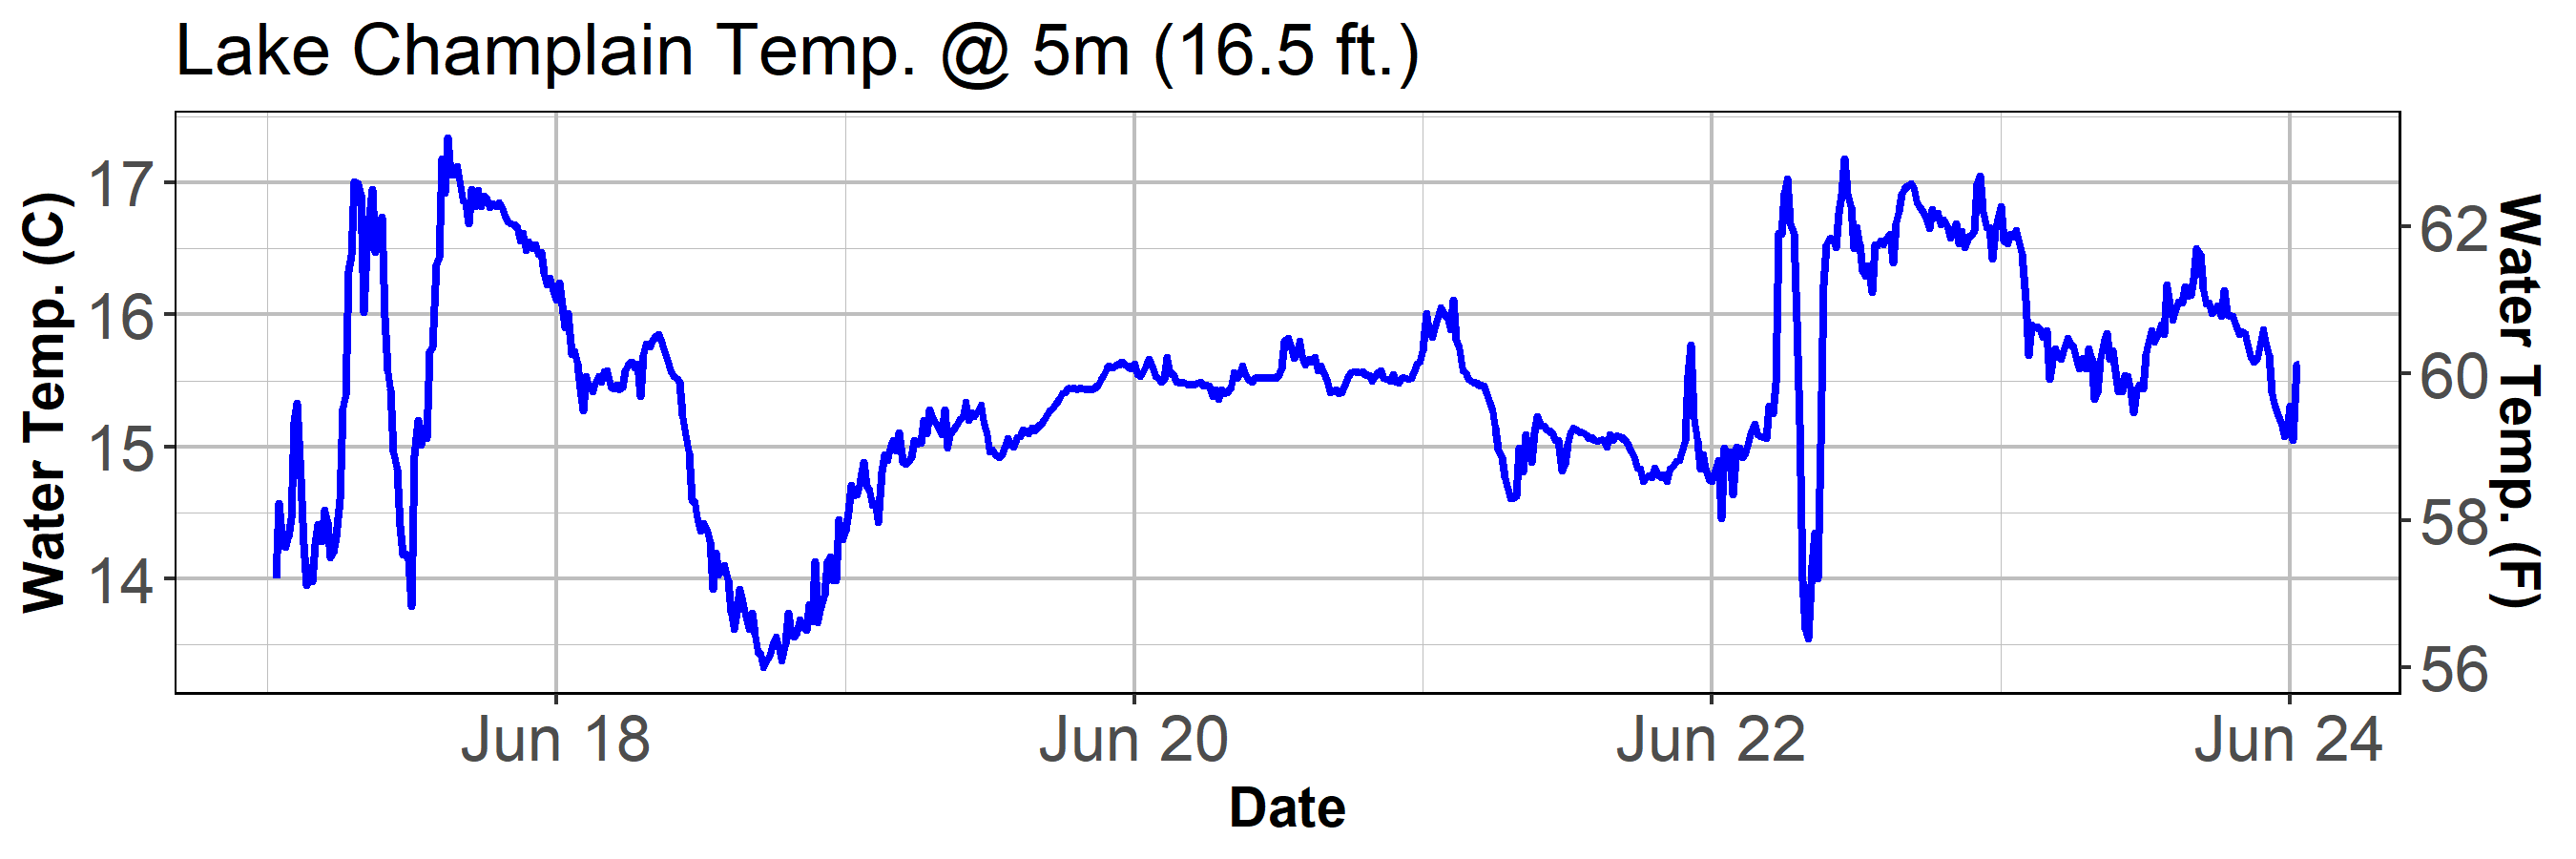 Lake Champlain Temp. @ 5m (16.5 ft.)
Water Temp. (C)
17
16
15
14
Water Temp. (F)
62
60
58
56
Jun 18
Jun 20
Jun 22
Jun 24
Date